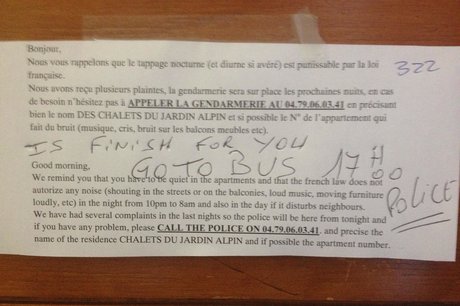 Bonjour,
Nous vous rappelons que le tappage nocturne (et diurne si avéré) est punissable par la loi
française.
322
Nous avons reçu plusieurs plaintes, la gendarmerie sera sur place les prochaines nuits, en cas
de besoin n'hésitez pas à APPELER LA GENDARMERIE AU 04.79.06.03.41 en précisant
bien le nom DES CHALETS DU JARDIN ALPIN et si possible le N° de l'appartement qui
fait du bruit (musique, cris, bruit sur les balcons meubles etc).
IS FINISH FOR YOU
GO TO BUS 17H00
POLICE
Good morning,
We remind you that you have to be quiet in the apartments and that the french law does not
autorize any noise (shouting in the streets or on the balconies, loud music, moving furniture
loudly, etc) in the night from 10pm to 8am and also in the day if it disturbs neighbours.
We have had several complaints in the last nights so the police will be here from tonight and
if you have any problem, please CALL THE POLICE ON 04.79.06.03.41. and precise the
name of the residence CHALETS DU JARDIN ALPIN and if possible the apartment number.